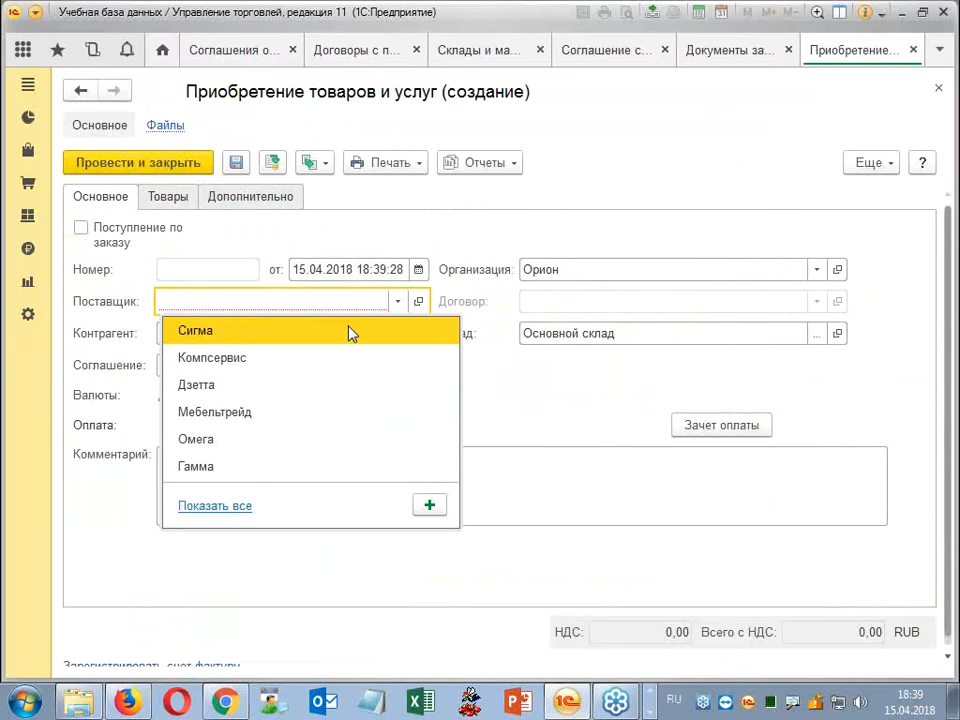 Учебная база данных / Управление торговлей, редакция 11 (1С:Предприятие)
M M+ M-
Соглашения о... × Договоры с п... × Склады и ма... × Соглашение с... × Документы за... × Приобретение... ×
Приобретение товаров и услуг (создание)
Основное Файлы
Провести и закрыть Печать Отчеты Еще ?
Основное Товары Дополнительно
Поступление по
заказу
Номер: от: 15.04.2018 18:39:28 Организация: Орион
Поставщик: Договор:
Контрагент: ад: Основной склад ...
Сигма
Компсервис
Соглашение:
Дзетта
Валюты:
Мебельтрейд
Оплата: Зачет оплаты
Омега
Комментарий:
Гамма
Показать все
НДС: 0,00 Всего с НДС: 0,00 RUB
Зарегистрировать счет-фактуру
RU 18:39
15.04.2018